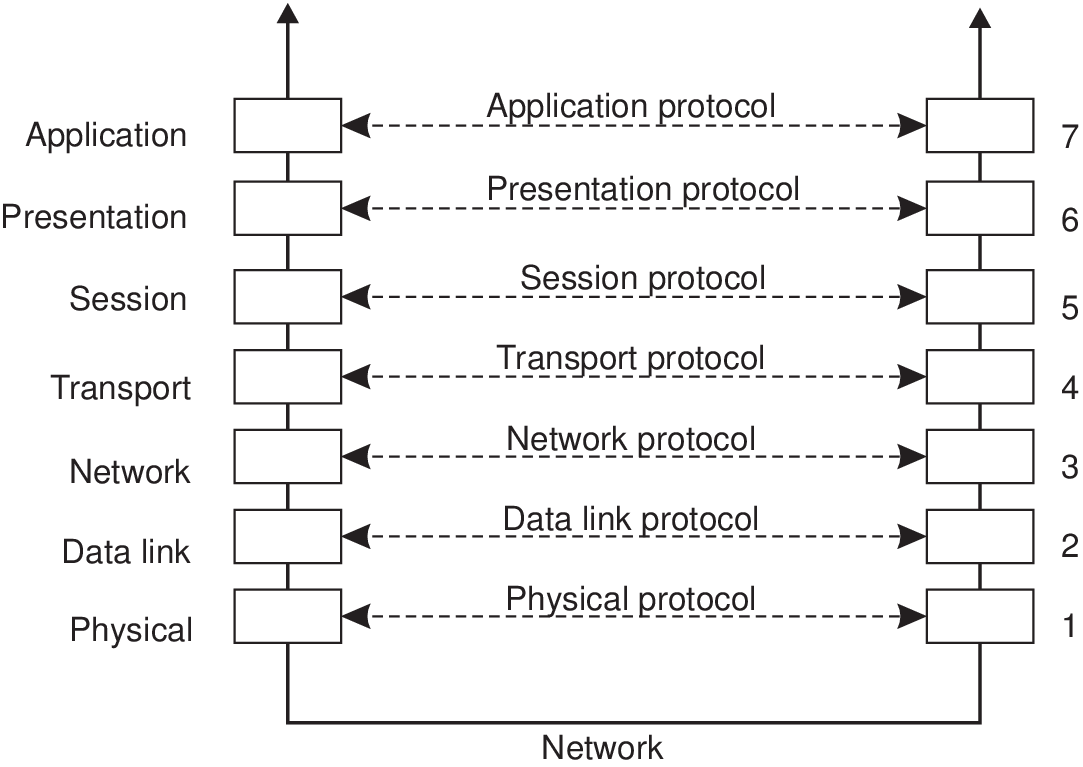 Application protocol
Application 7
Presentation protocol
Presentation 6
Session protocol
Session 5
Transport protocol
Transport 4
Network protocol
Network 3
Data link protocol
Data link 2
Physical protocol
Physical 1
Network